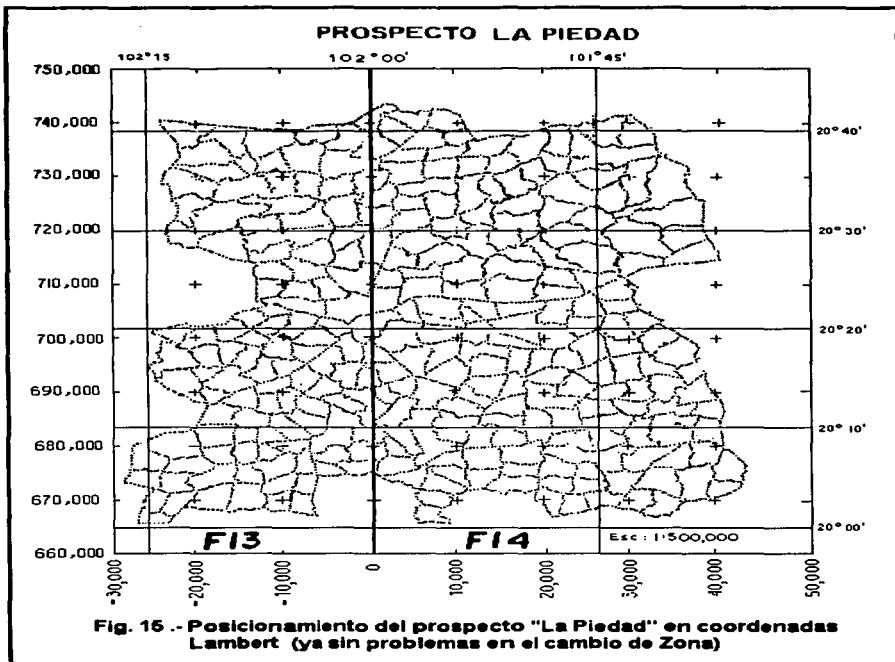 PROSPECTO LA PIEDAD
102°15' 102°00' 101°45'
750,000
740,000
20°40'
730,000
720,000
20°30'
710,000
700,000
20°20'
690,000
680,000
20°10'
670,000
20°00'
660,000
F13 F14 Esc: 1:500,000
-30,000 -20,000 -10,000 0 10,000 20,000 30,000 40,000 50,000
Fig. 15 .- Posicionamiento del prospecto "La Piedad" en coordenadas
Lambert (ya sin problemas en el cambio de Zona)